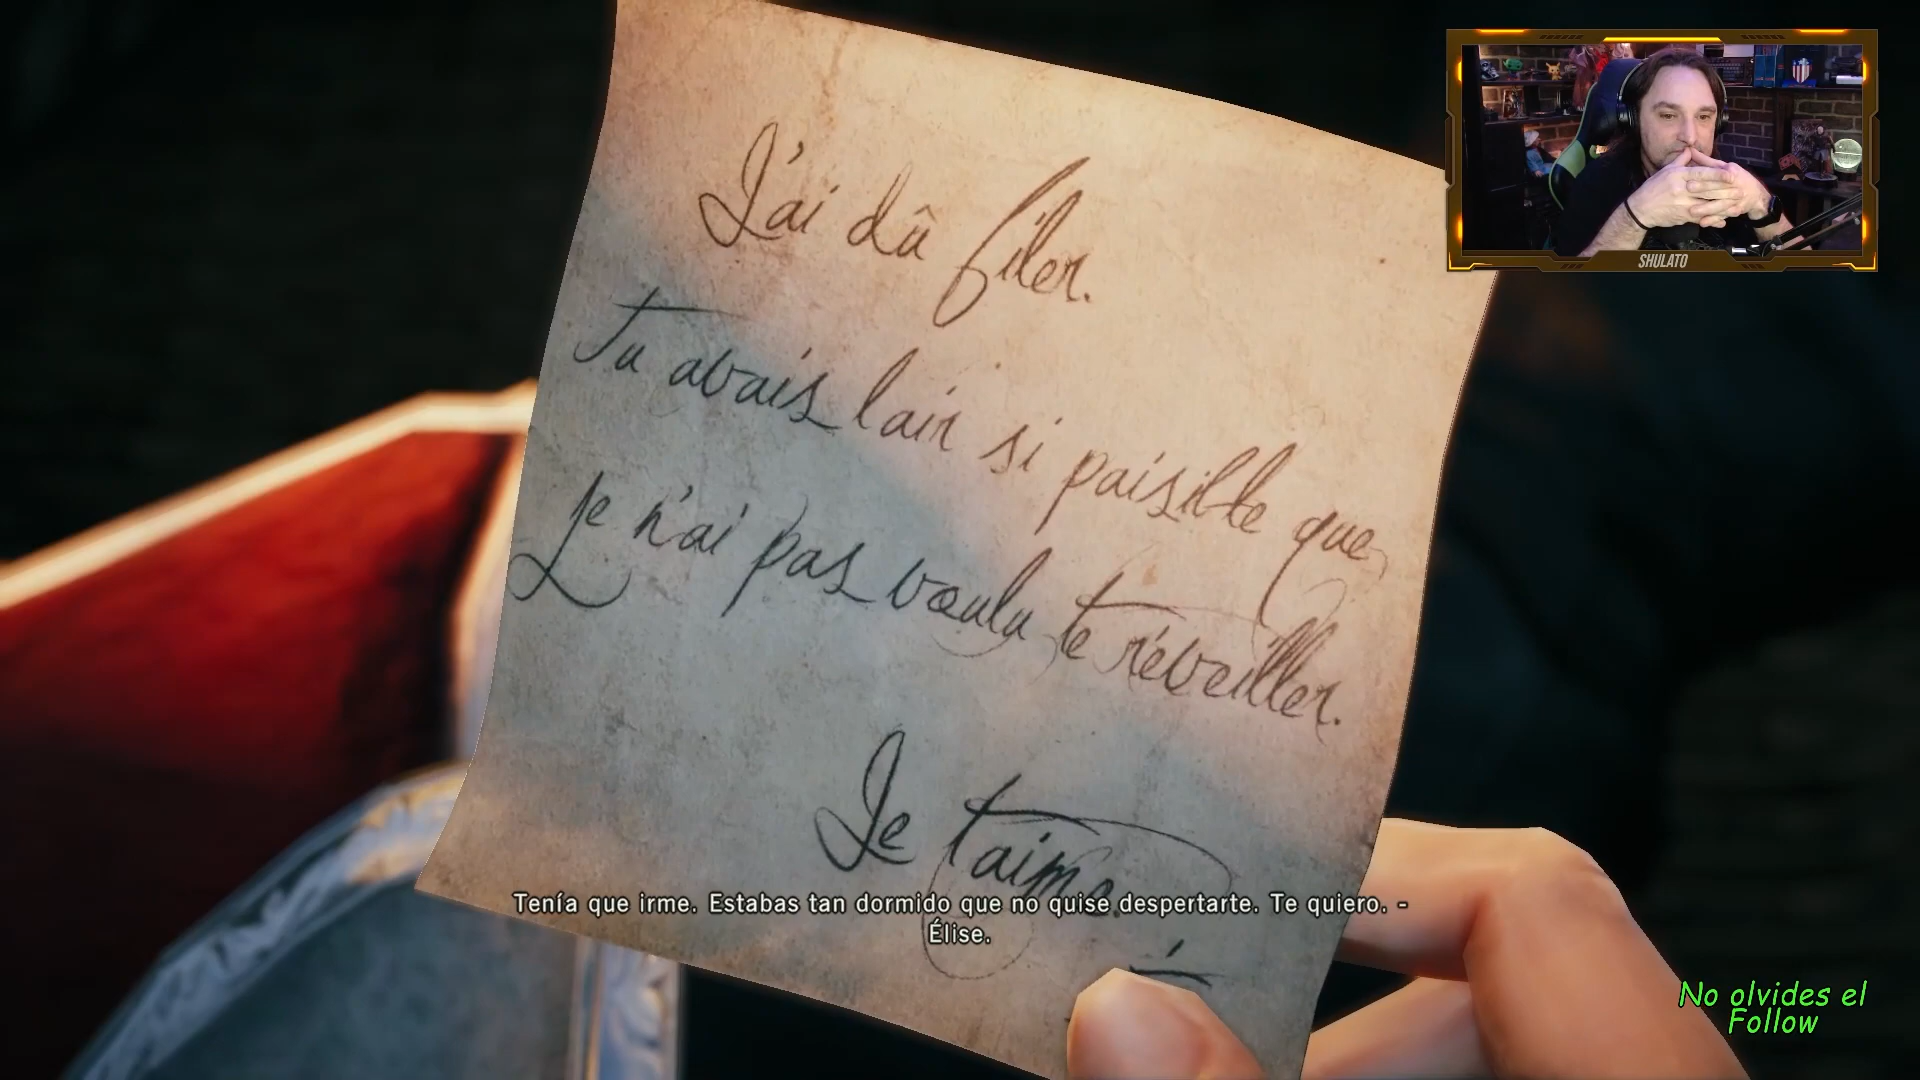 J'ai dû filer.
Tu avais l'air si paisible que
je n'ai pas voulu te réveiller.
Je t'aime.
Tenía que irme. Estabas tan dormido que no quise despertarte. Te quiero. -
Élise.
SHULATO
No olvides el
Follow